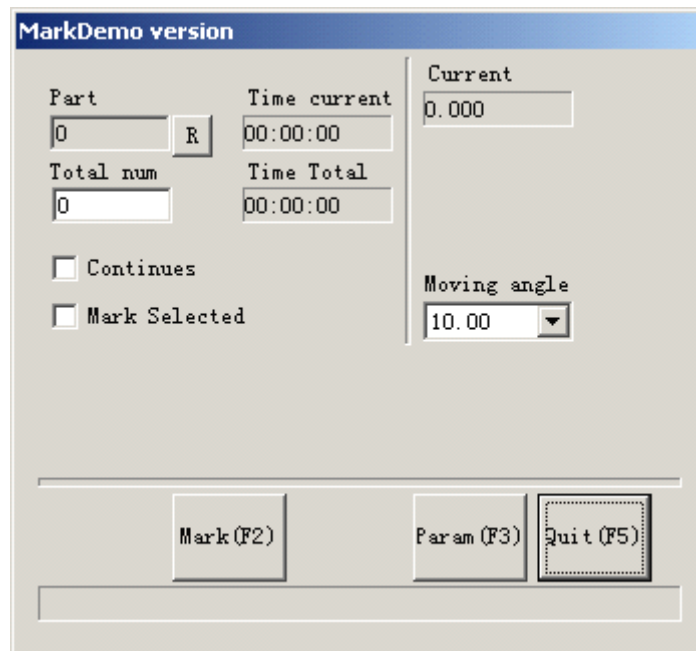 MarkDemo version
Part
Time current
Current
0
R
00:00:00
0.000
Total num
Time Total
0
00:00:00
Continues
Moving angle
Mark Selected
10.00
Mark(F2)
Param(F3)
Quit(F5)